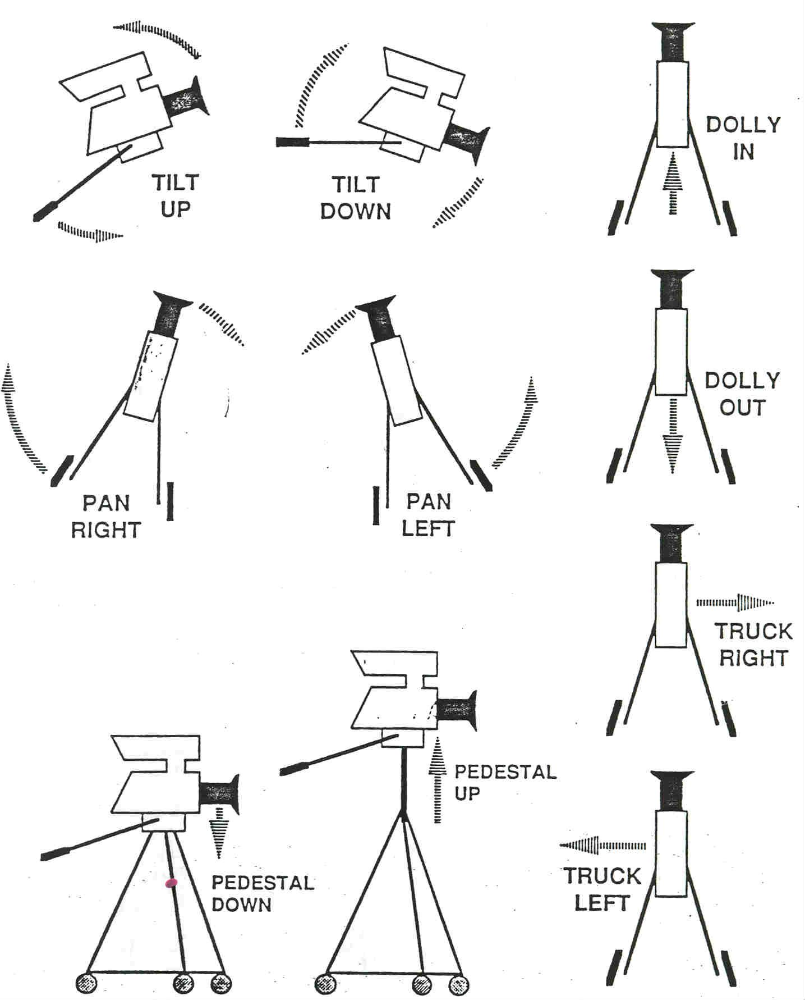 TILT
UP
TILT
DOWN
DOLLY
IN
PAN
RIGHT
PAN
LEFT
DOLLY
OUT
TRUCK
RIGHT
PEDESTAL
UP
PEDESTAL
DOWN
TRUCK
LEFT